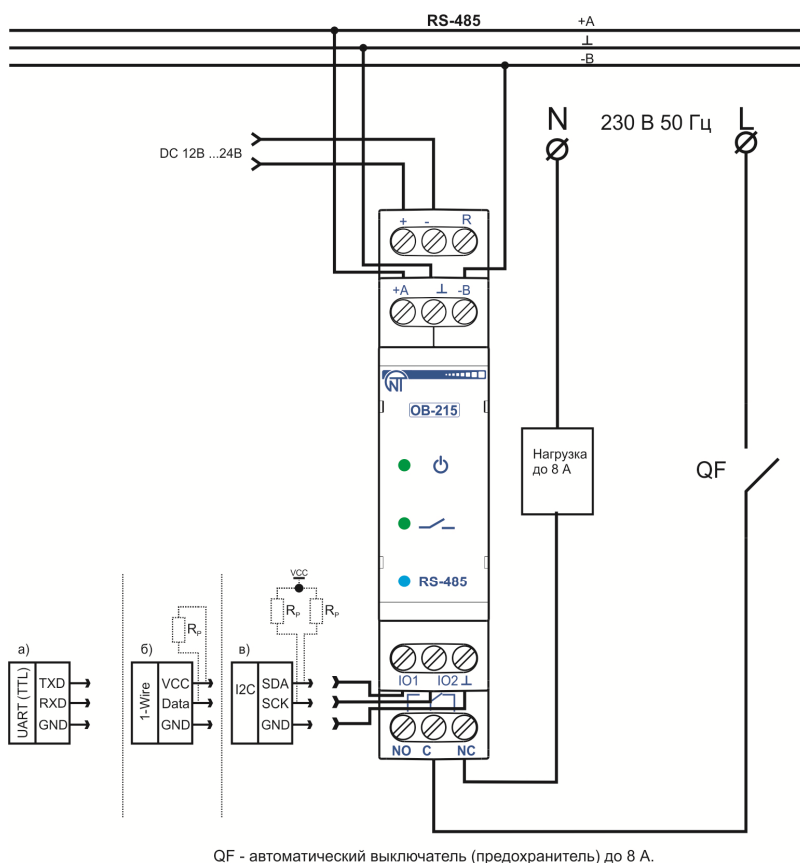 RS-485
+A
⊥
-B
N 230 В 50 Гц L
DC 12В ...24В
+ - R
+A ⊥ -B
NT
ОВ-215
Нагрузка
до 8 А
QF
RS-485
VCC
Rₚ Rₚ
Rₚ
а)
UART (TTL)
TXD
RXD
GND
б)
1-Wire
VCC
Data
GND
в)
I2C
SDA
SCK
GND
IO1 IO2 ⊥
NO C NC
QF - автоматический выключатель (предохранитель) до 8 А.